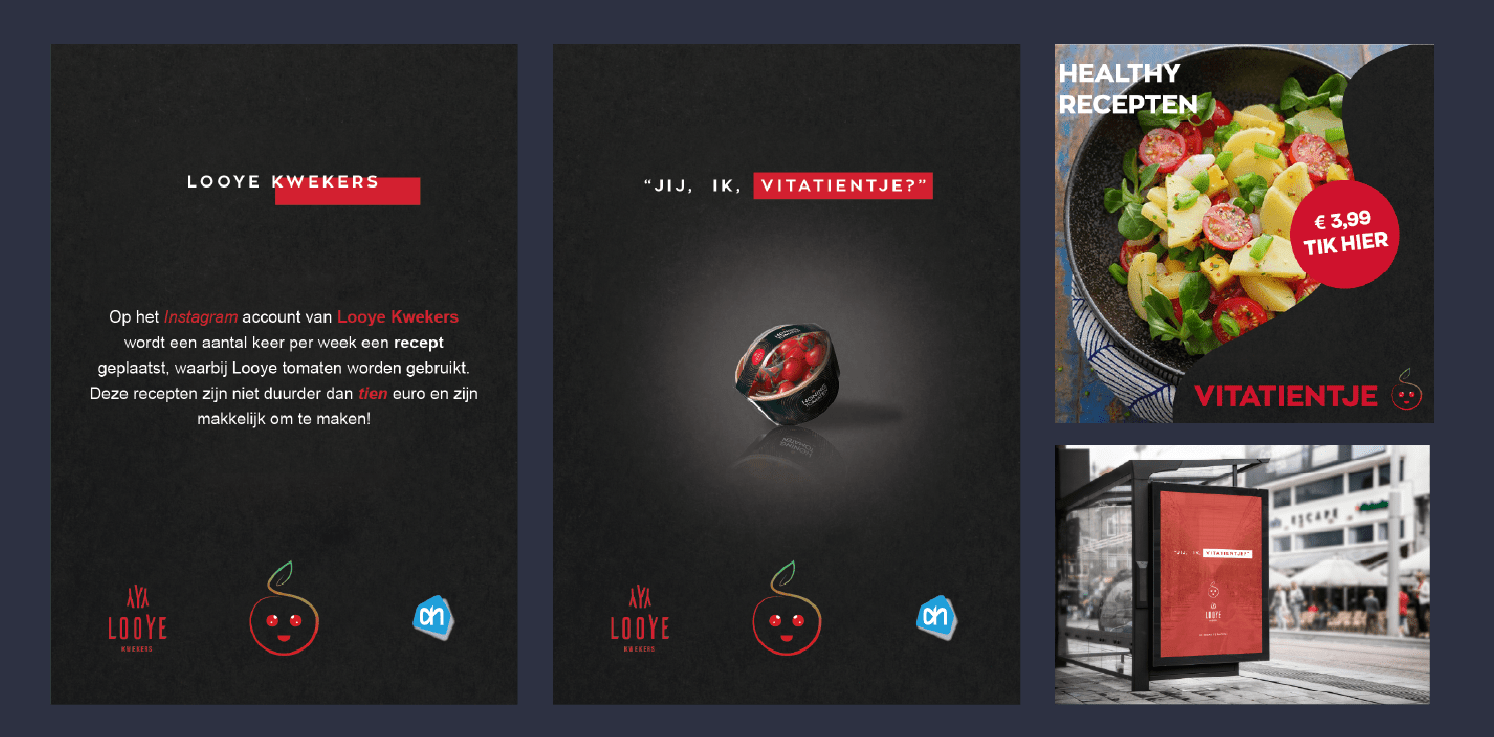 LOOYE KWEKERS
Op het Instagram account van Looye Kwekers
wordt een aantal keer per week een recept
geplaatst, waarbij Looye tomaten worden gebruikt.
Deze recepten zijn niet duurder dan tien euro en zijn
makkelijk om te maken!
LOOYE
KWEKERS
ah
“JIJ, IK, VITATIENTJE?”
LOOYE
KWEKERS
ah
HEALTHY
RECEPTEN
€ 3,99
TIK HIER
VITATIENTJE
ESCAPE
“JIJ, IK, VITATIENTJE?”
LOOYE